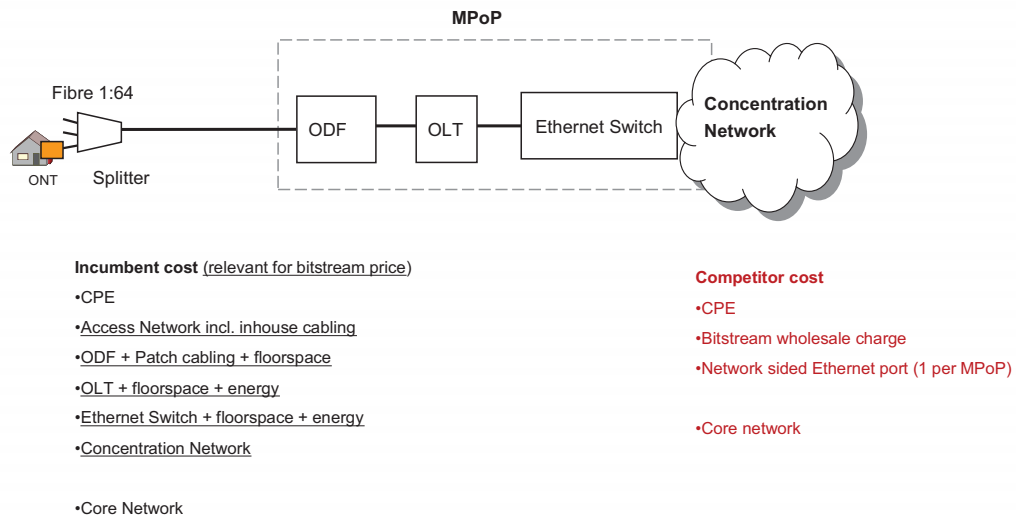 MPoP
Fibre 1:64
ONT
Splitter
ODF
OLT
Ethernet Switch
Concentration
Network
Incumbent cost (relevant for bitstream price)
•CPE
•Access Network incl. inhouse cabling
•ODF + Patch cabling + floorspace
•OLT + floorspace + energy
•Ethernet Switch + floorspace + energy
•Concentration Network
•Core Network
Competitor cost
•CPE
•Bitstream wholesale charge
•Network sided Ethernet port (1 per MPoP)
•Core network